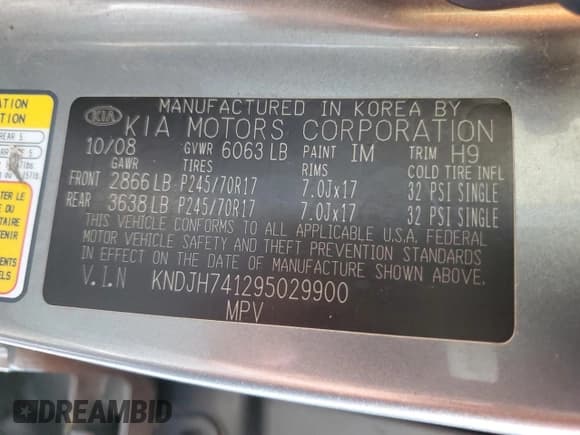 MANUFACTURED IN KOREA BY
KIA KIA MOTORS CORPORATION
10/08 GVWR 6063 LB PAINT IM TRIM H9
GAWR TIRES RIMS COLD TIRE INFL
FRONT 2866 LB P245/70R17 7.0Jx17 32 PSI SINGLE
REAR 3638 LB P245/70R17 7.0Jx17 32 PSI SINGLE
THIS VEHICLE CONFORMS TO ALL APPLICABLE U.S.A. FEDERAL
MOTOR VEHICLE SAFETY AND THEFT PREVENTION STANDARDS
IN EFFECT ON THE DATE OF MANUFACTURE SHOWN ABOVE.
V.I.N KNDJH741295029900
MPV
REAR 5
DREAMBID